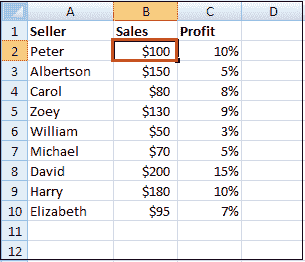 A B C D
1 Seller Sales Profit
2 Peter $100 10%
3 Albertson $150 5%
4 Carol $80 8%
5 Zoey $130 9%
6 William $50 3%
7 Michael $70 5%
8 David $200 15%
9 Harry $180 10%
10 Elizabeth $95 7%
11
12